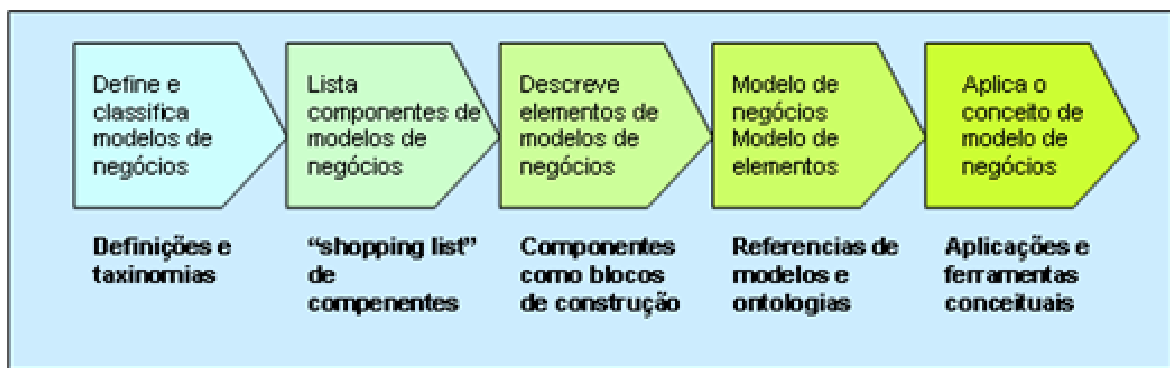 Define e
classifica
modelos de
negócios
Lista
componentes de
modelos de
negócios
Descreve
elementos de
modelos de
negócios
Modelo de
negócios
Modelo de
elementos
Aplica o
conceito de
modelo de
negócios
Definições e
taxinomias
“shopping list”
de
compenentes
Componentes
como blocos
de construção
Referencias de
modelos e
ontologias
Aplicações e
ferramentas
conceituais